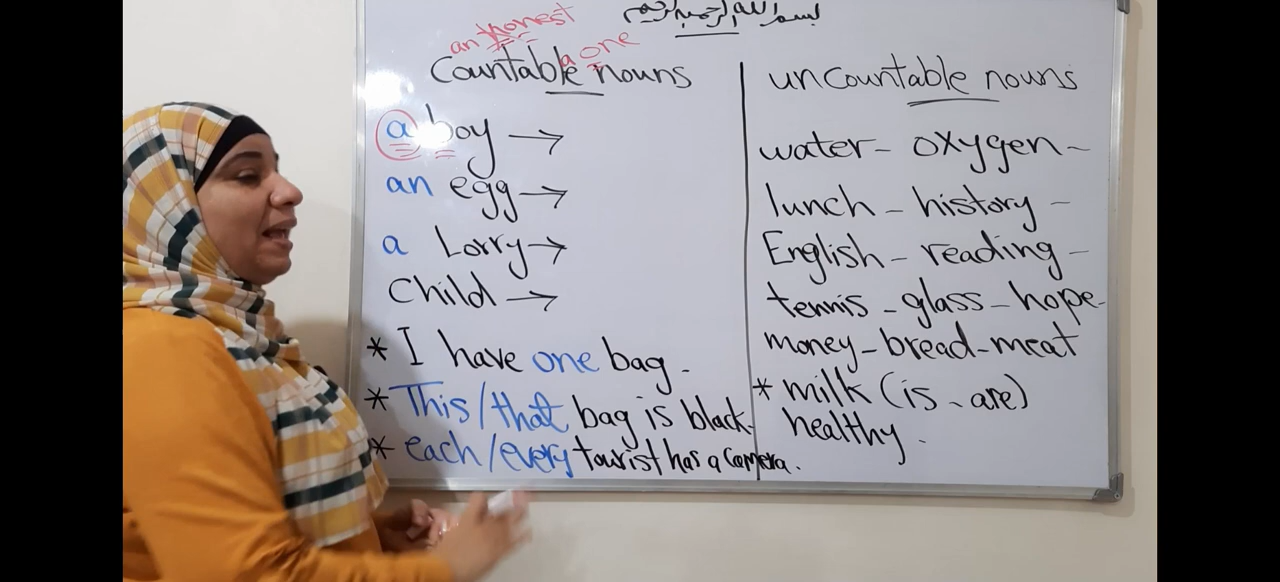 بسم الله الرحمن الرحيم
an honest
a one
Countable nouns
a boy →
an egg →
a Lorry →
Child →
* I have one bag.
* This/that bag is black.
* each/every tourist has a camera.
uncountable nouns
water - oxygen -
lunch - history -
English - reading -
tennis - glass - hope -
money - bread - meat
* milk (is، are)
healthy.